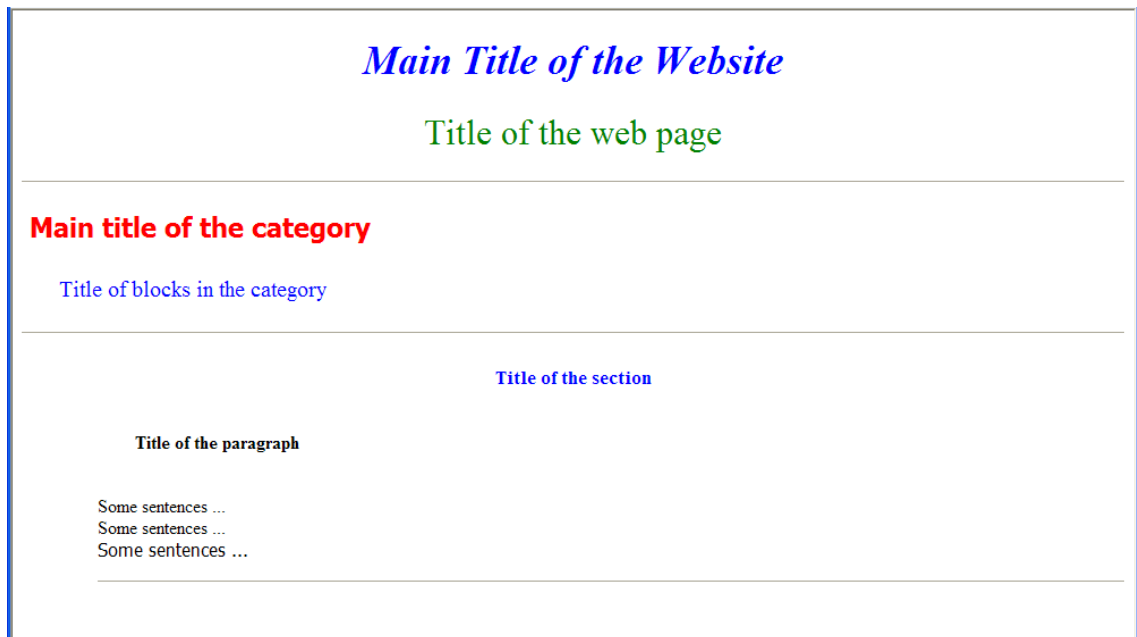 Main Title of the Website
Title of the web page
Main title of the category
Title of blocks in the category
Title of the section
Title of the paragraph
Some sentences ...
Some sentences ...
Some sentences ...